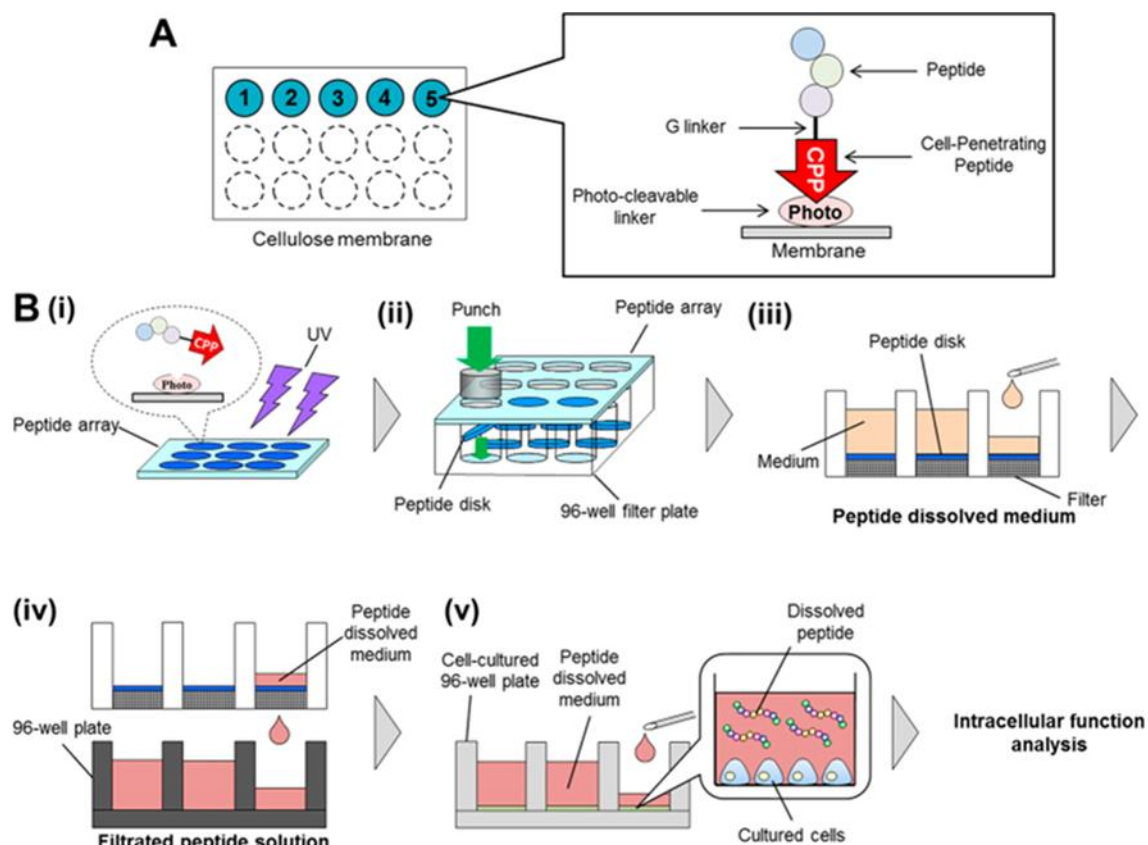 A
1 2 3 4 5
Cellulose membrane
Peptide
G linker
CPP
Cell-Penetrating
Peptide
Photo-cleavable
linker
Photo
Membrane
B (i)
CPP
Photo
UV
Peptide array
(ii)
Punch
Peptide array
Peptide disk
96-well filter plate
(iii)
Peptide disk
Medium
Filter
Peptide dissolved medium
(iv)
Peptide
dissolved
medium
96-well plate
Filtrated peptide solution
(v)
Cell-cultured
96-well plate
Peptide
dissolved
medium
Dissolved
peptide
Cultured cells
Intracellular function
analysis